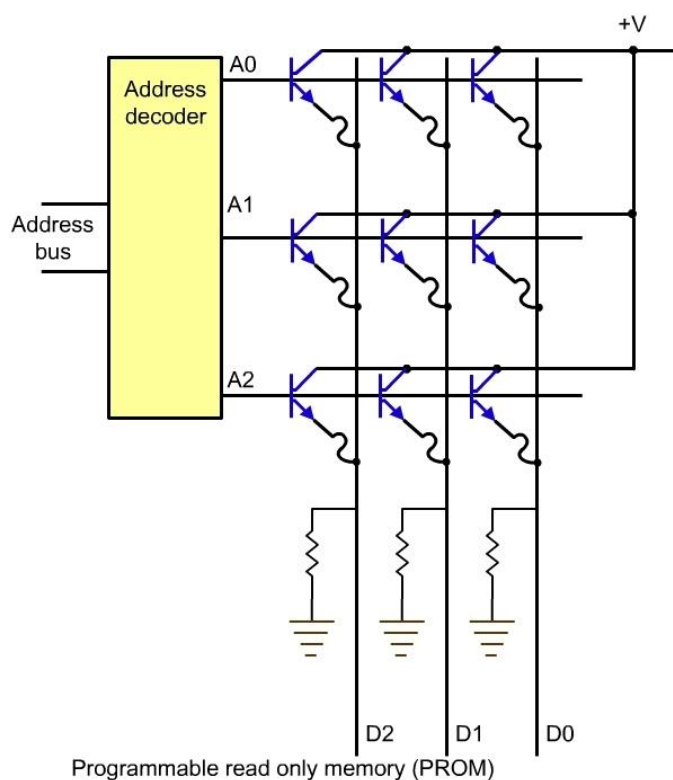 +V
A0
Address
decoder
A1
Address
bus
A2
D2
D1
D0
Programmable read only memory (PROM)